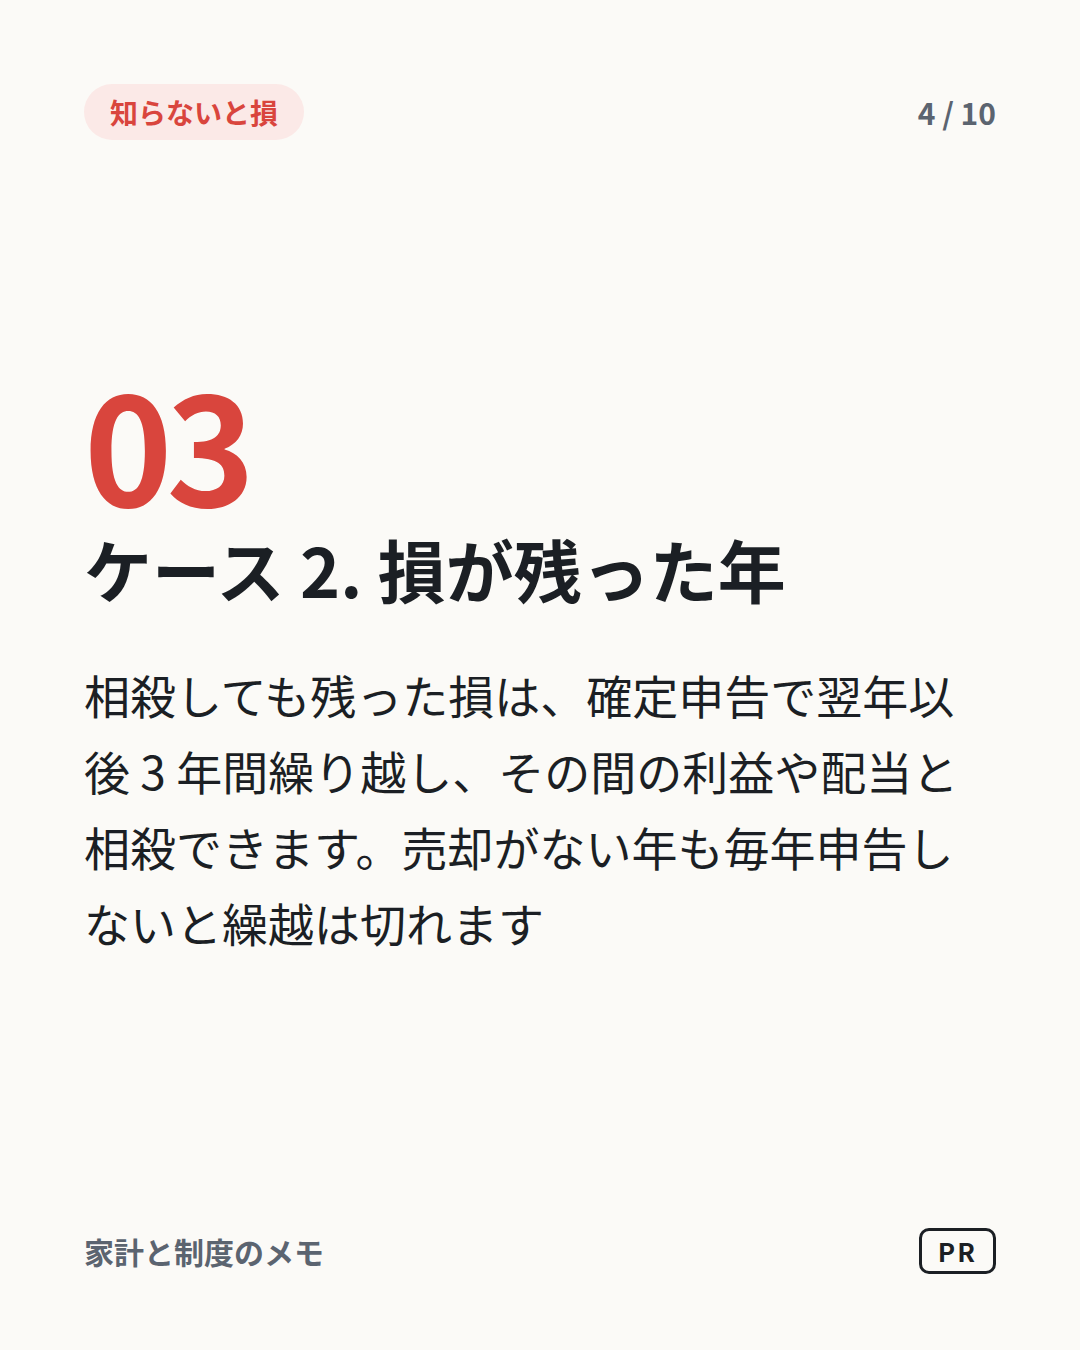 知らないと損
4 / 10
03
ケース 2. 損が残った年
相殺しても残った損は、確定申告で翌年以
後 3 年間繰り越し、その間の利益や配当と
相殺できます。売却がない年も毎年申告し
ないと繰越は切れます
家計と制度のメモ
PR